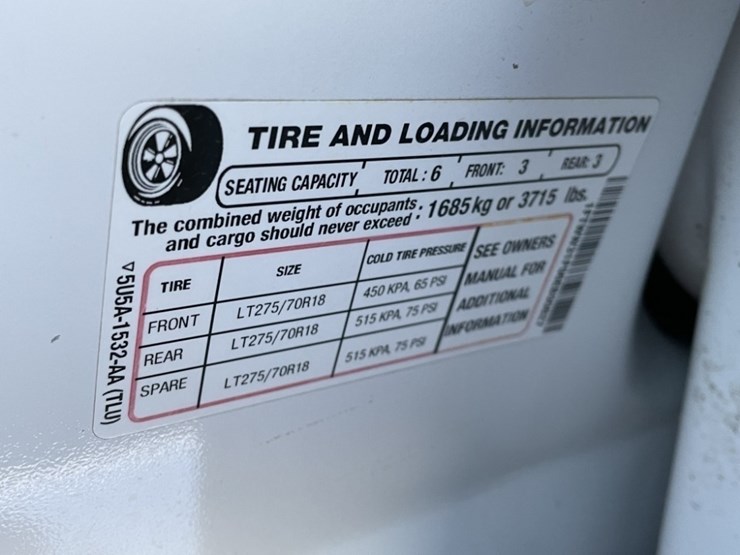 TIRE AND LOADING INFORMATION
SEATING CAPACITY TOTAL: 6 FRONT: 3 REAR: 3
The combined weight of occupants and cargo should never exceed : 1685 kg or 3715 lbs.
TIRE SIZE COLD TIRE PRESSURE SEE OWNERS MANUAL FOR ADDITIONAL INFORMATION
FRONT LT275/70R18 450 KPA, 65 PSI
REAR LT275/70R18 515 KPA, 75 PSI
SPARE LT275/70R18 515 KPA, 75 PSI
▽5U5A-1532-AA (TLU)